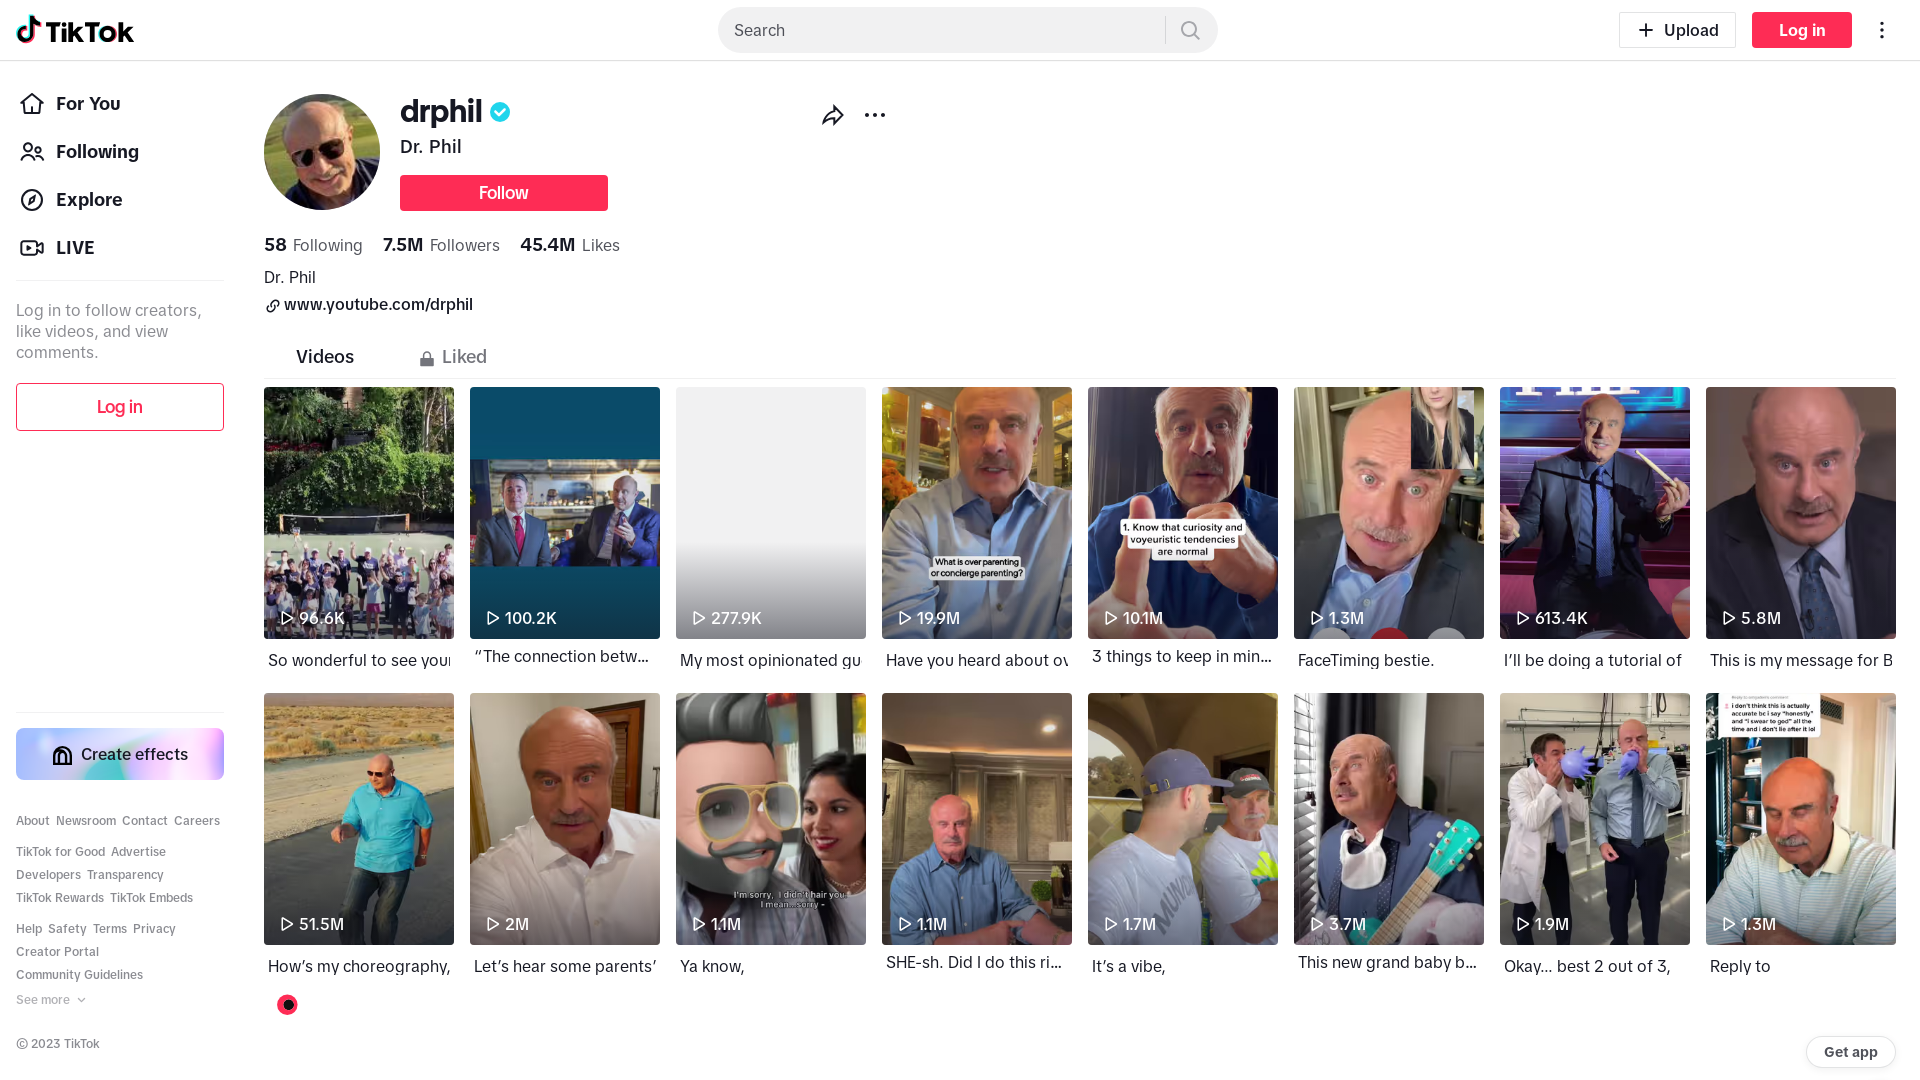 TikTok
Search
Upload
Log in
For You
Following
Explore
LIVE
Log in to follow creators,
like videos, and view
comments.
Log in
Create effects
About Newsroom Contact Careers
TikTok for Good Advertise
Developers Transparency
TikTok Rewards TikTok Embeds
Help Safety Terms Privacy
Creator Portal
Community Guidelines
See more
© 2023 TikTok
drphil
Dr. Phil
Follow
58 Following 7.5M Followers 45.4M Likes
Dr. Phil
www.youtube.com/drphil
Videos Liked
96.6K
So wonderful to see your
100.2K
“The connection betw...
277.9K
My most opinionated gu
What is over parenting
or concierge parenting?
19.9M
Have you heard about ov
1. Know that curiosity and
voyeuristic tendencies
are normal
10.1M
3 things to keep in min...
1.3M
FaceTiming bestie.
613.4K
I’ll be doing a tutorial of
5.8M
This is my message for B
51.5M
How’s my choreography,
2M
Let’s hear some parents’
I'm sorry, I didn't hair you.
I mean...sorry -
1.1M
Ya know,
1.1M
SHE-sh. Did I do this ri...
1.7M
It’s a vibe,
3.7M
This new grand baby b...
1.9M
Okay... best 2 out of 3,
i don't think this is actually
accurate bc i say “honestly”
and “i swear to god” all the
time and i don't lie after it lol
1.3M
Reply to
Get app